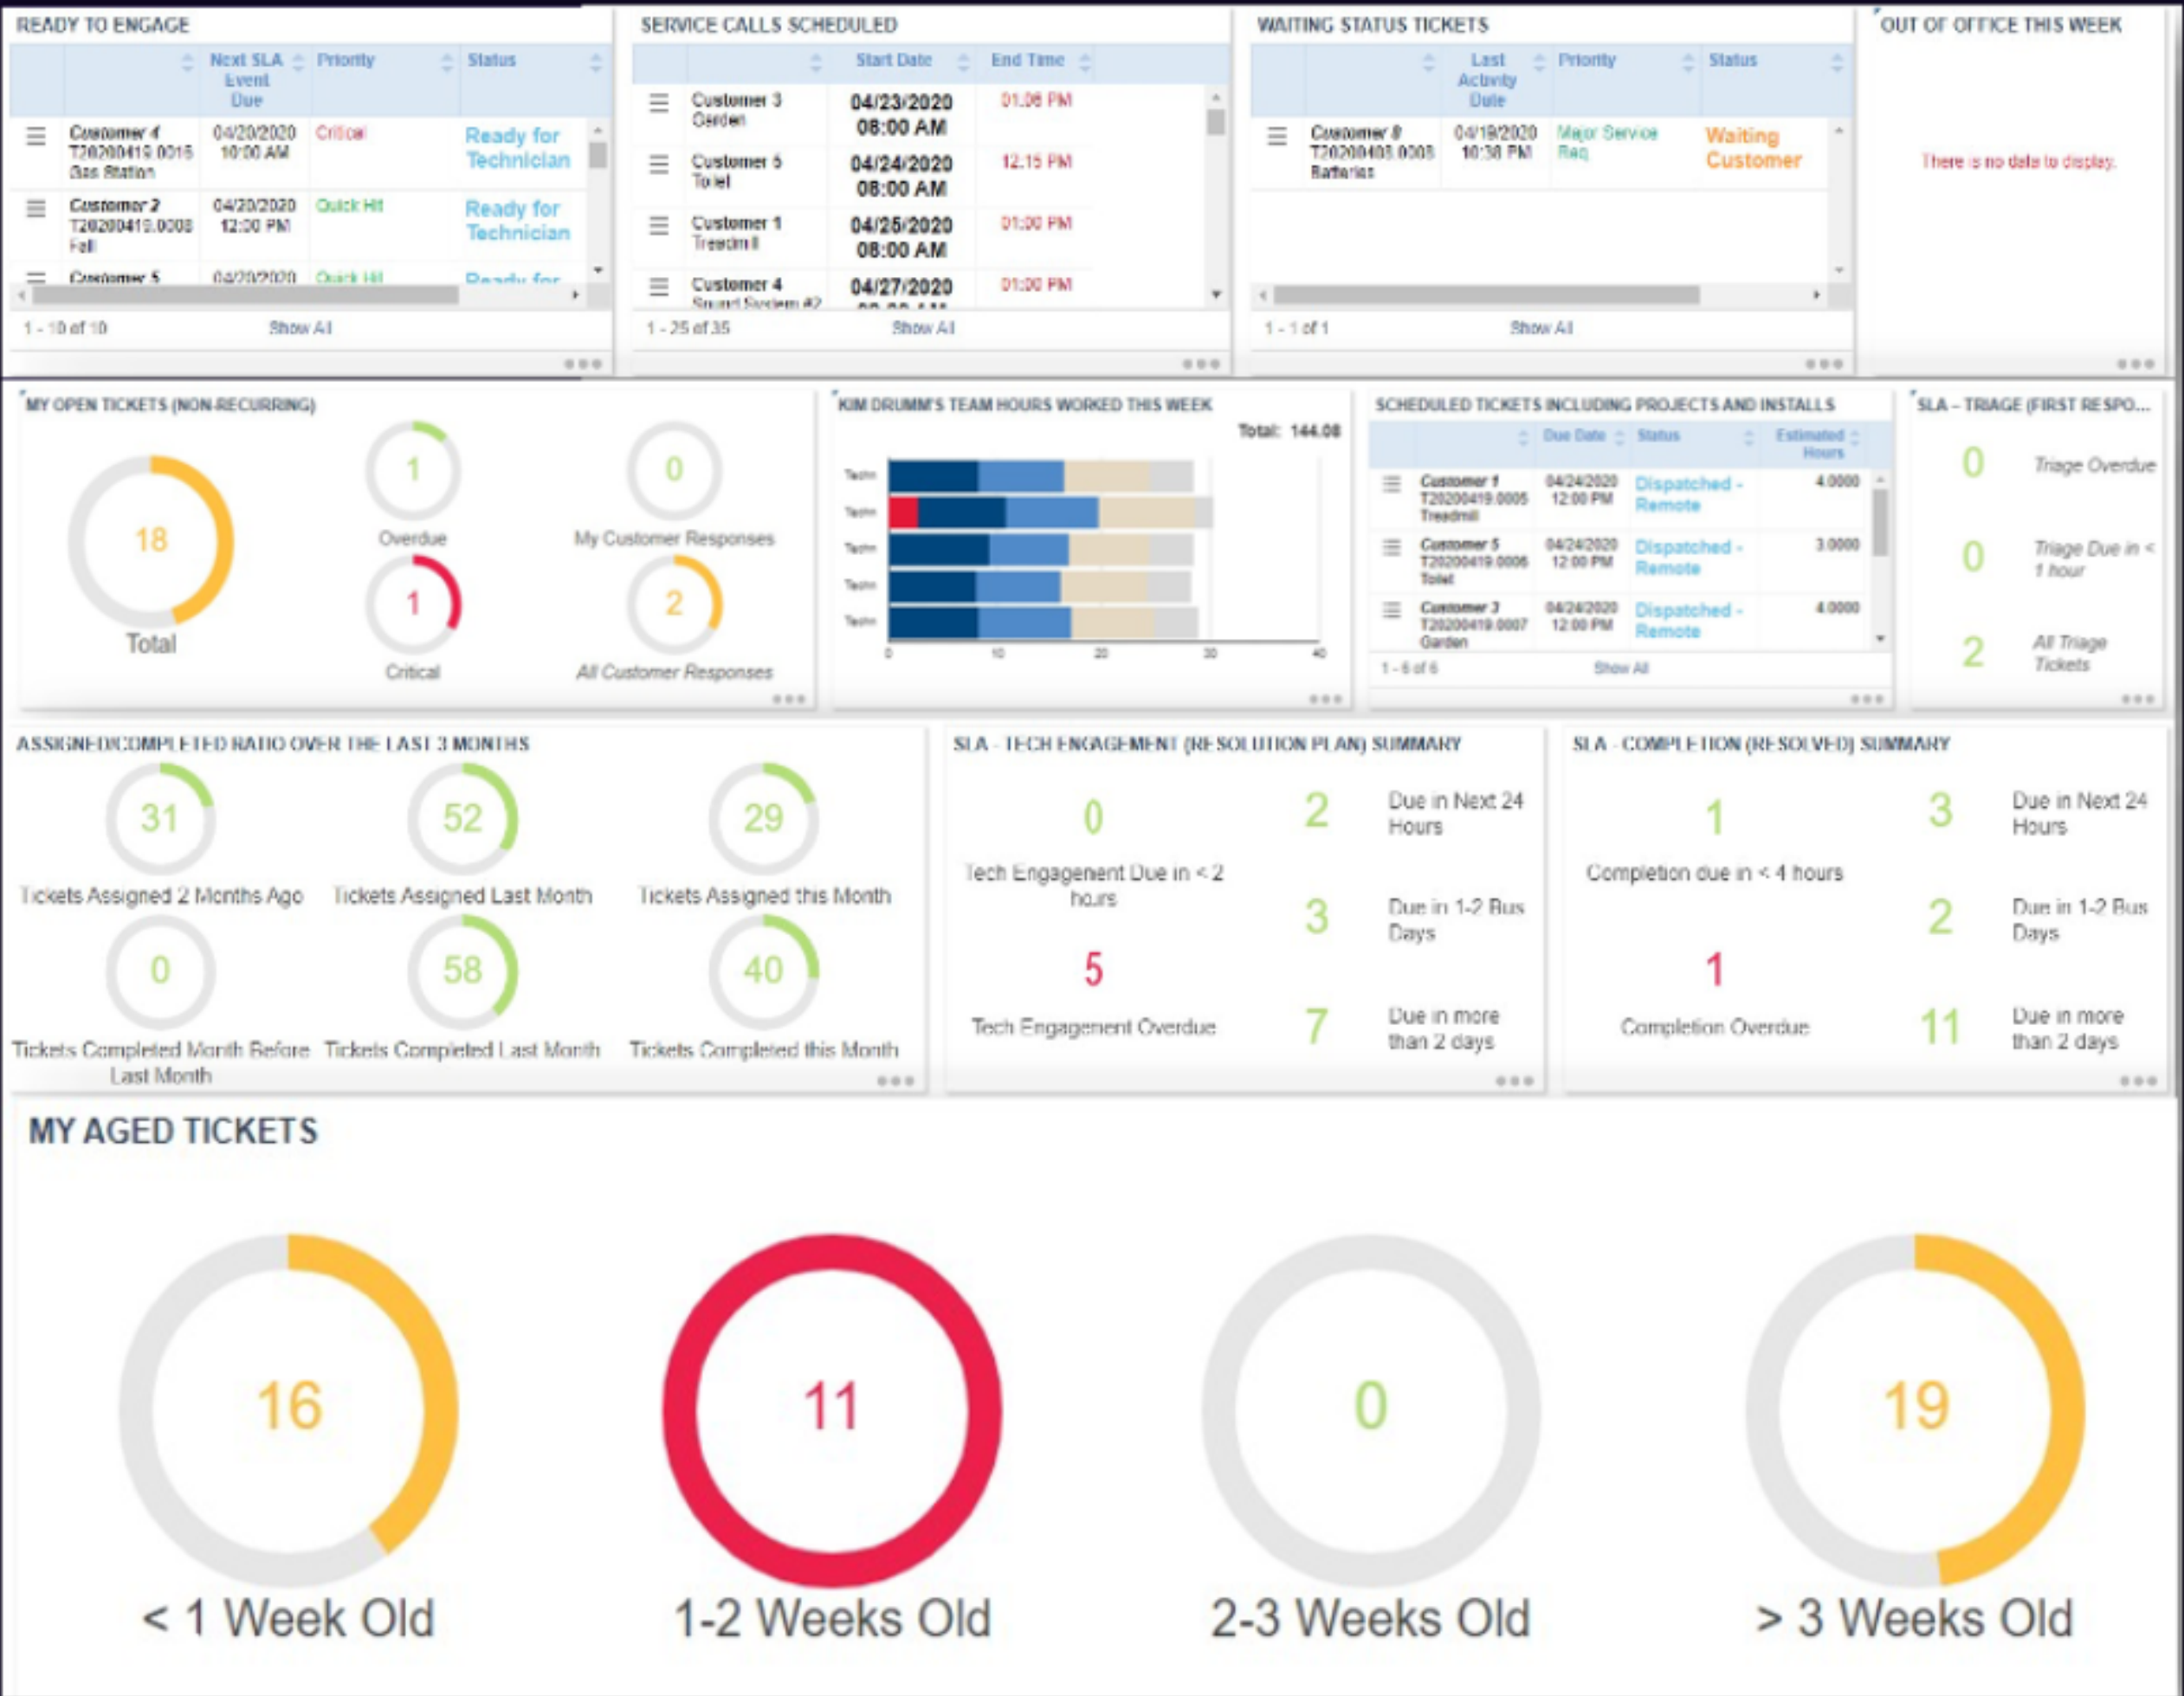 READY TO ENGAGE
Next SLA Event Due
Priority
Status
Customer 4
T20200419.0015
Gas Station
04/20/2020
10:00 AM
Critical
Ready for
Technician
Customer 2
T20200419.0008
Fall
04/20/2020
12:00 PM
Quick Hit
Ready for
Technician
Customer 5
04/20/2020
Quick Hit
Ready for
1 - 10 of 10
Show All
SERVICE CALLS SCHEDULED
Start Date
End Time
Customer 3
Garden
04/23/2020
08:00 AM
Customer 5
Toilet
04/24/2020
08:00 AM
12:15 PM
Customer 1
Treadmill
04/25/2020
08:00 AM
01:00 PM
Customer 4
Sound System #2
04/27/2020
01:00 PM
1 - 25 of 35
Show All
WAITING STATUS TICKETS
Last
Activity
Date
Priority
Status
Customer
Batteries
04/19/2020
Major Service
Req
Waiting
Customer
1 - 1 of 1
Show All
OUT OF OFFICE THIS WEEK
There is no data to display.
MY OPEN TICKETS (NON-RECURRING)
18
Total
1
Overdue
0
My Customer Responses
1
Critical
2
All Customer Responses
KIM DRUMM'S TEAM HOURS WORKED THIS WEEK
Total: 144.08
Techn
Techn
Techn
Techn
Techn
0 10 20 30 40
SCHEDULED TICKETS INCLUDING PROJECTS AND INSTALLS
Due Date
Status
Estimated
Hours
Customer 1
T20200419.0005
Treadmill
04/24/2020
12:00 PM
Dispatched -
Remote
4.0000
Customer 5
T20200419.0006
Toilet
04/24/2020
12:00 PM
Dispatched -
Remote
3.0000
Customer 3
T20200419.0007
Garden
04/24/2020
12:00 PM
Dispatched -
Remote
4.0000
1 - 6 of 6
Show All
SLA – TRIAGE (FIRST RESPO...
0
Triage Overdue
0
Triage Due in <
1 hour
2
All Triage
Tickets
ASSIGNED/COMPLETED RATIO OVER THE LAST 3 MONTHS
31
Tickets Assigned 2 Months Ago
52
Tickets Assigned Last Month
29
Tickets Assigned this Month
0
Tickets Completed Month Before
Last Month
58
Tickets Completed Last Month
40
Tickets Completed this Month
SLA - TECH ENGAGEMENT (RESOLUTION PLAN) SUMMARY
0
Tech Engagement Due in < 2
hours
5
Tech Engagement Overdue
2
Due in Next 24
Hours
3
Due in 1-2 Bus
Days
7
Due in more
than 2 days
SLA - COMPLETION (RESOLVED) SUMMARY
1
Completion due in < 4 hours
1
Completion Overdue
3
Due in Next 24
Hours
2
Due in 1-2 Bus
Days
11
Due in more
than 2 days
MY AGED TICKETS
16
< 1 Week Old
11
1-2 Weeks Old
0
2-3 Weeks Old
19
> 3 Weeks Old